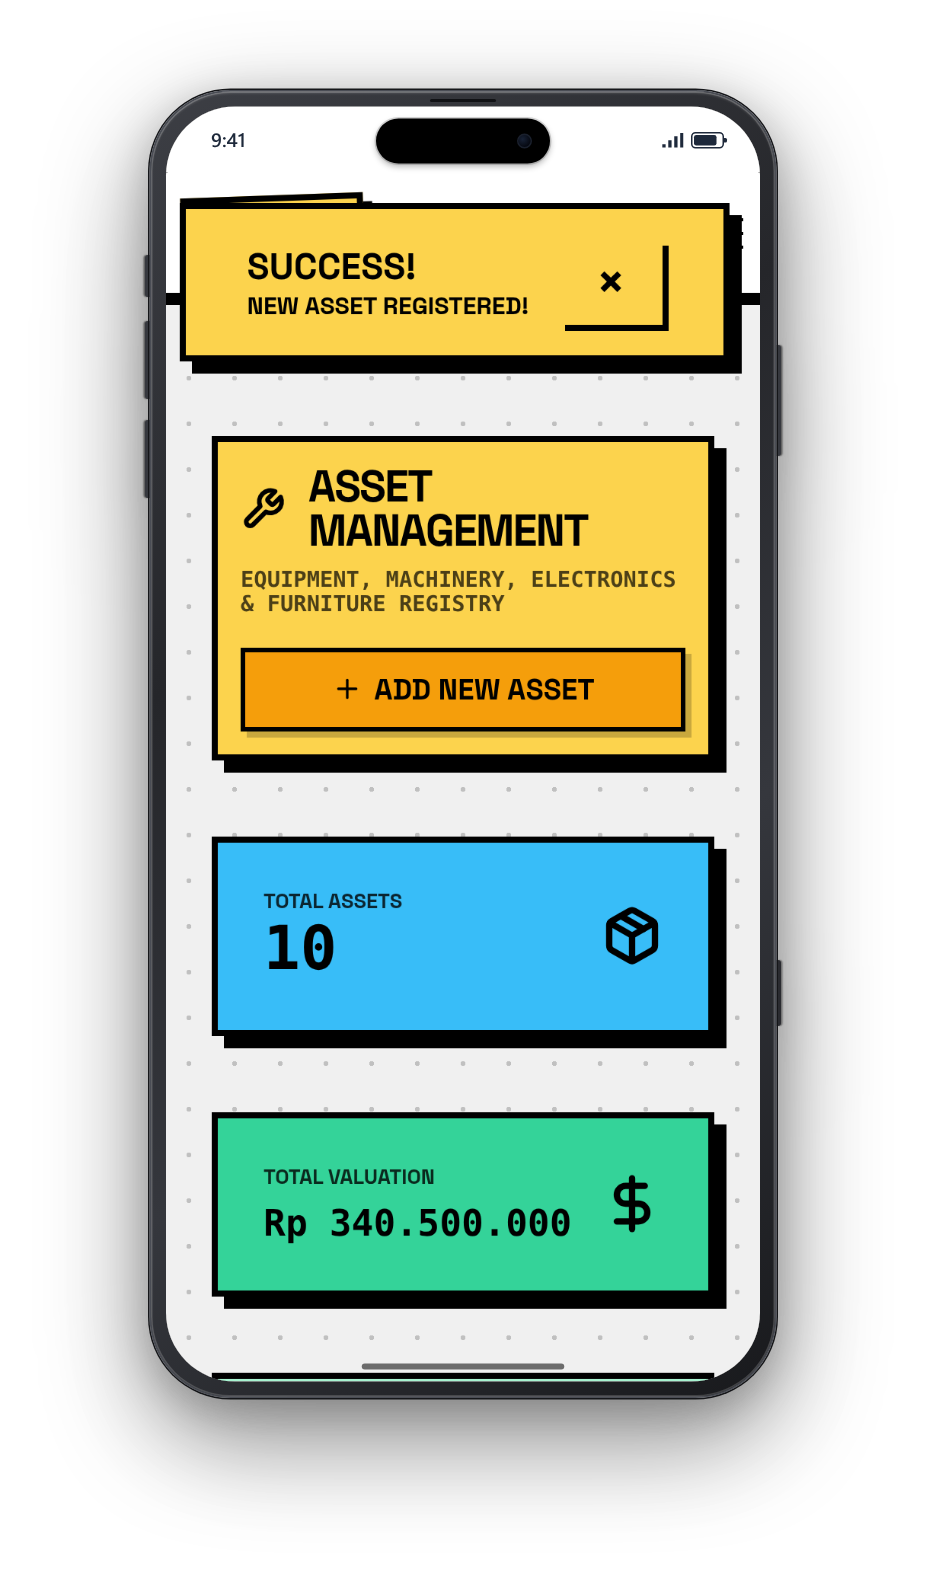 9:41
SUCCESS!
NEW ASSET REGISTERED!
×
ASSET
MANAGEMENT
EQUIPMENT, MACHINERY, ELECTRONICS
& FURNITURE REGISTRY
+ ADD NEW ASSET
TOTAL ASSETS
10
TOTAL VALUATION
Rp 340.500.000